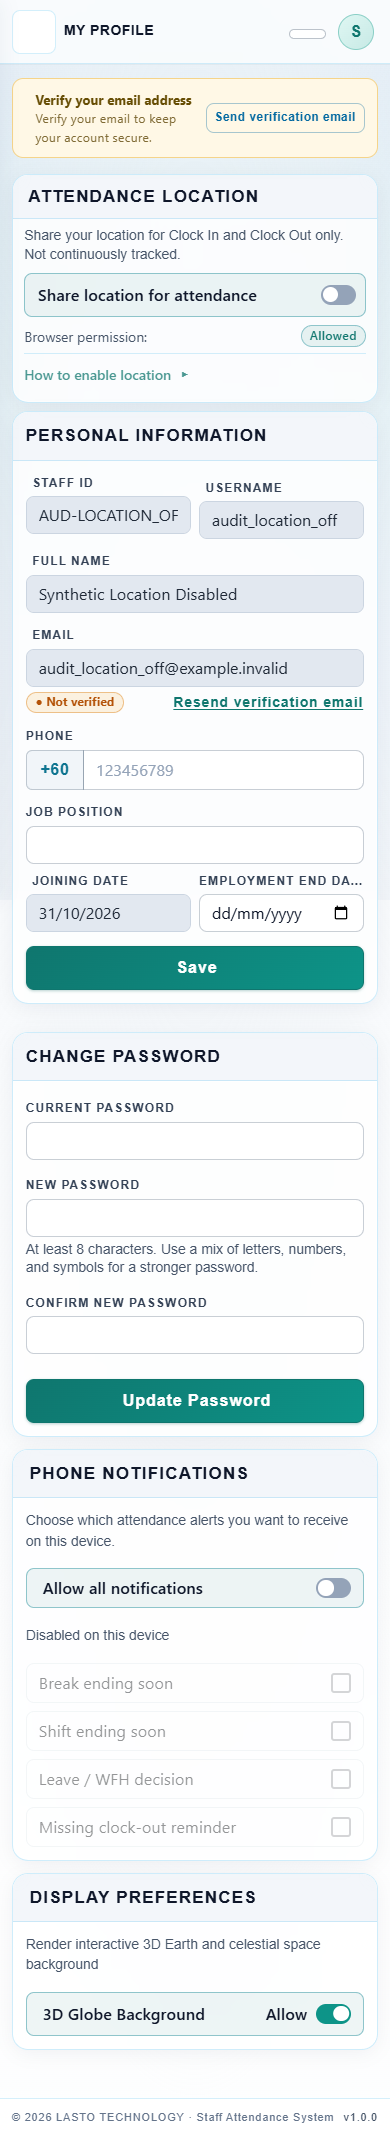 MY PROFILE
S
Verify your email address
Verify your email to keep
your account secure.
Send verification email
ATTENDANCE LOCATION
Share your location for Clock In and Clock Out only.
Not continuously tracked.
Share location for attendance
Browser permission:
Allowed
How to enable location ▸
PERSONAL INFORMATION
STAFF ID
USERNAME
AUD-LOCATION_OF
audit_location_off
FULL NAME
Synthetic Location Disabled
EMAIL
audit_location_off@example.invalid
● Not verified
Resend verification email
PHONE
+60
123456789
JOB POSITION
JOINING DATE
EMPLOYMENT END DA...
31/10/2026
dd/mm/yyyy
Save
CHANGE PASSWORD
CURRENT PASSWORD
NEW PASSWORD
At least 8 characters. Use a mix of letters, numbers,
and symbols for a stronger password.
CONFIRM NEW PASSWORD
Update Password
PHONE NOTIFICATIONS
Choose which attendance alerts you want to receive
on this device.
Allow all notifications
Disabled on this device
Break ending soon
Shift ending soon
Leave / WFH decision
Missing clock-out reminder
DISPLAY PREFERENCES
Render interactive 3D Earth and celestial space
background
3D Globe Background
Allow
© 2026 LASTO TECHNOLOGY · Staff Attendance System v1.0.0